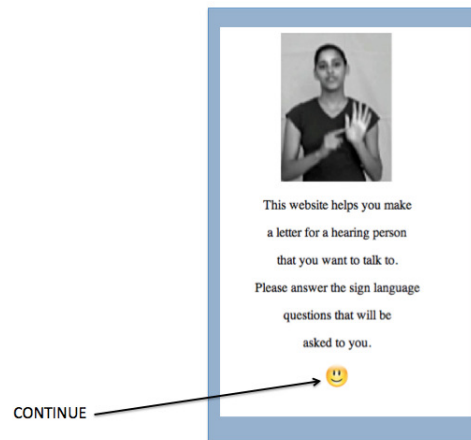 This website helps you make
a letter for a hearing person
that you want to talk to.
Please answer the sign language
questions that will be
asked to you.
CONTINUE